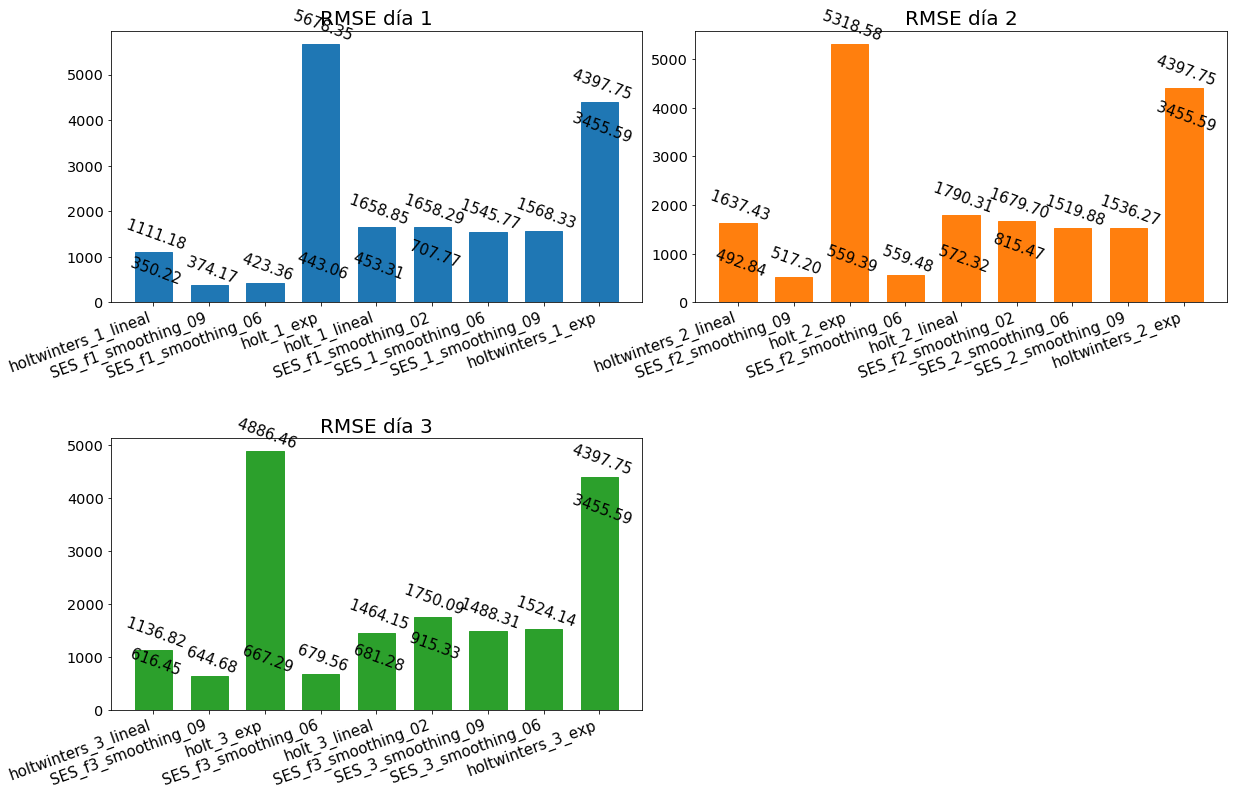 RMSE día 1
5678.35
4397.75
3455.59
1658.85
1658.29
1545.77
1568.33
1111.18
350.22
374.17
423.36
443.06
453.31
707.77
5000
4000
3000
2000
1000
0
holtwinters_1_lineal
SES_f1_smoothing_09
SES_f1_smoothing_06
holt_1_exp
holt_1_lineal
SES_f1_smoothing_02
SES_1_smoothing_06
SES_1_smoothing_09
holtwinters_1_exp
RMSE día 2
5318.58
4397.75
3455.59
1637.43
492.84
517.20
559.39
559.48
1790.31
572.32
1679.70
815.47
1519.88
1536.27
5000
4000
3000
2000
1000
0
holtwinters_2_lineal
SES_f2_smoothing_09
holt_2_exp
SES_f2_smoothing_06
holt_2_lineal
SES_f2_smoothing_02
SES_2_smoothing_06
SES_2_smoothing_09
holtwinters_2_exp
RMSE día 3
4886.46
4397.75
3455.59
1136.82
616.45
644.68
667.29
679.56
1464.15
681.28
1750.09
915.33
1488.31
1524.14
5000
4000
3000
2000
1000
0
holtwinters_3_lineal
SES_f3_smoothing_09
holt_3_exp
SES_f3_smoothing_06
holt_3_lineal
SES_f3_smoothing_02
SES_3_smoothing_09
SES_3_smoothing_06
holtwinters_3_exp